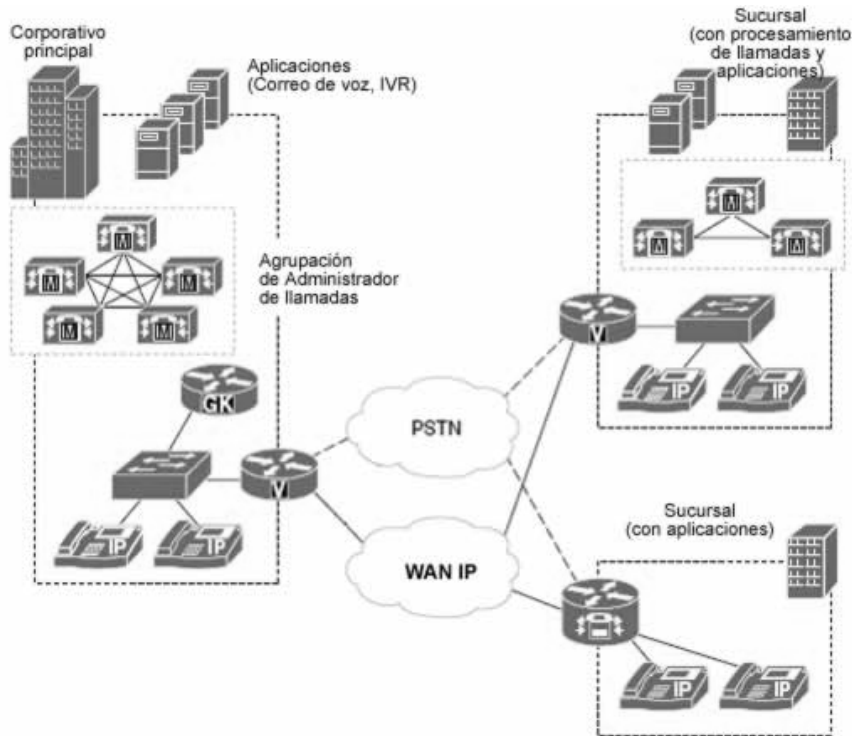 Corporativo
principal
Aplicaciones
(Correo de voz, IVR)
Sucursal
(con procesamiento
de llamadas y
aplicaciones)
M
M
M
M
M
Agrupación
de Administrador
de llamadas
M
M
M
GK
V
IP
IP
PSTN
WAN IP
V
IP
IP
Sucursal
(con aplicaciones)
IP
IP